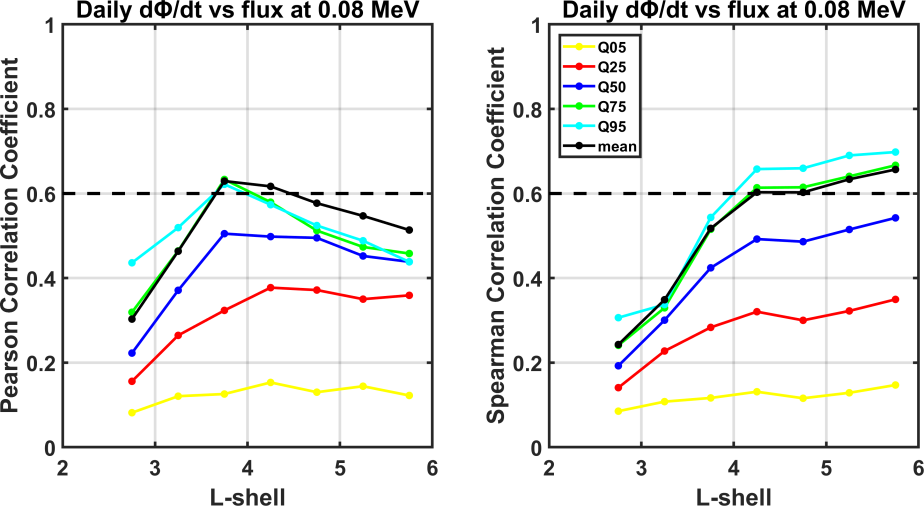 Daily dΦ/dt vs flux at 0.08 MeV
Pearson Correlation Coefficient
1
0.8
0.6
0.4
0.2
0
2 3 4 5 6
L-shell
Daily dΦ/dt vs flux at 0.08 MeV
Spearman Correlation Coefficient
1
0.8
0.6
0.4
0.2
0
Q05
Q25
Q50
Q75
Q95
mean
2 3 4 5 6
L-shell